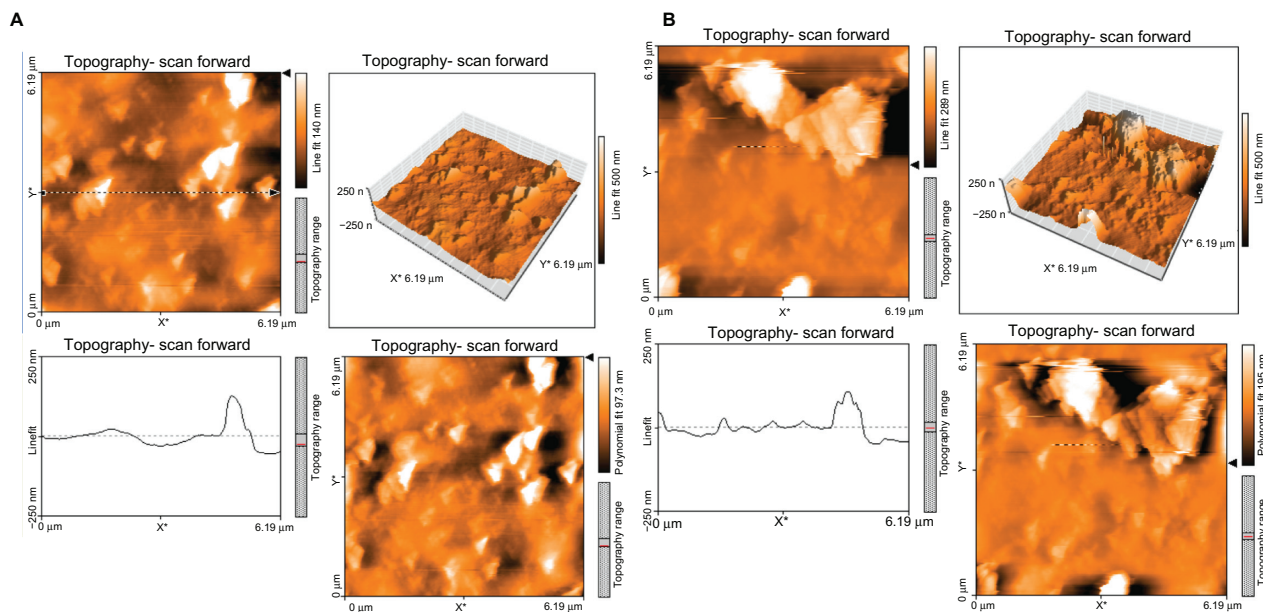 A
Topography- scan forward
6.19 µm
Y*
0 µm
0 µm
X*
6.19 µm
Line fit 140 nm
Topography range
Topography- scan forward
250 n
−250 n
X* 6.19 µm
Y* 6.19 µm
Line fit 500 nm
Topography- scan forward
250 nm
Linefit
−250 nm
0 µm
X*
6.19 µm
Topography range
Topography- scan forward
6.19 µm
Y*
0 µm
0 µm
X*
6.19 µm
Polynomial fit 97.3 nm
Topography range
B
Topography- scan forward
6.19 µm
Y*
0 µm
0 µm
X*
6.19 µm
Line fit 289 nm
Topography range
Topography- scan forward
250 n
−250 n
X* 6.19 µm
Y* 6.19 µm
Line fit 500 nm
Topography- scan forward
250 nm
Linefit
−250 nm
0 µm
X*
6.19 µm
Topography range
Topography- scan forward
6.19 µm
Y*
0 µm
0 µm
X*
6.19 µm
Polynomial fit 195 nm
Topography range